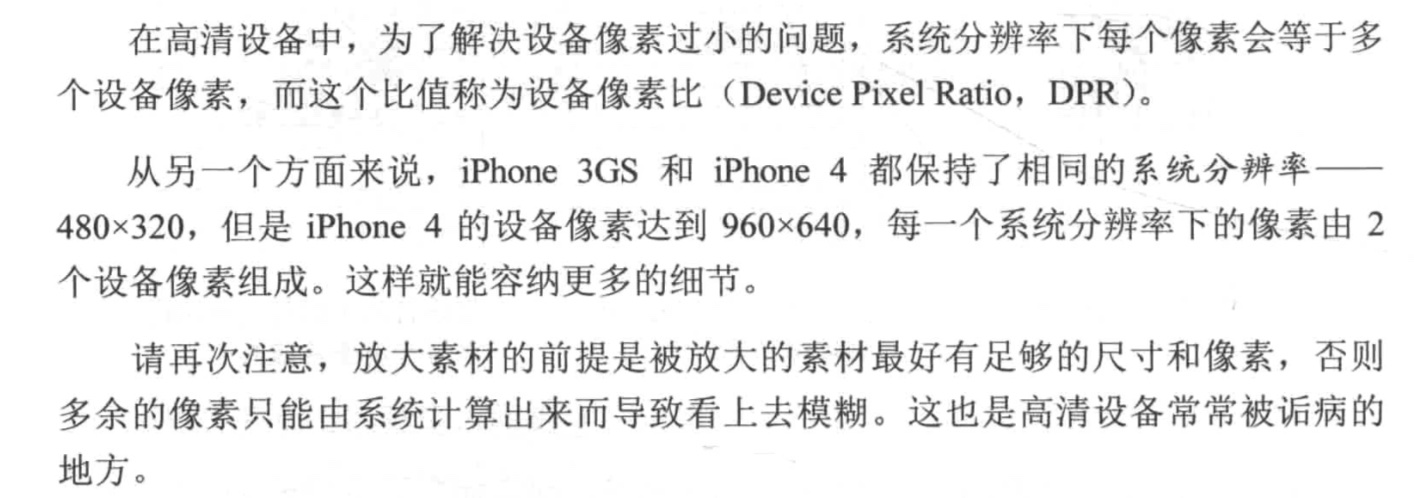 在高清设备中，为了解决设备像素过小的问题，系统分辨率下每个像素会等于多
个设备像素，而这个比值称为设备像素比（Device Pixel Ratio，DPR）。
从另一个方面来说，iPhone 3GS 和 iPhone 4 都保持了相同的系统分辨率——
480×320，但是 iPhone 4 的设备像素达到 960×640，每一个系统分辨率下的像素由 2
个设备像素组成。这样就能容纳更多的细节。
请再次注意，放大素材的前提是被放大的素材最好有足够的尺寸和像素，否则
多余的像素只能由系统计算出来而导致看上去模糊。这也是高清设备常常被诟病的
地方。